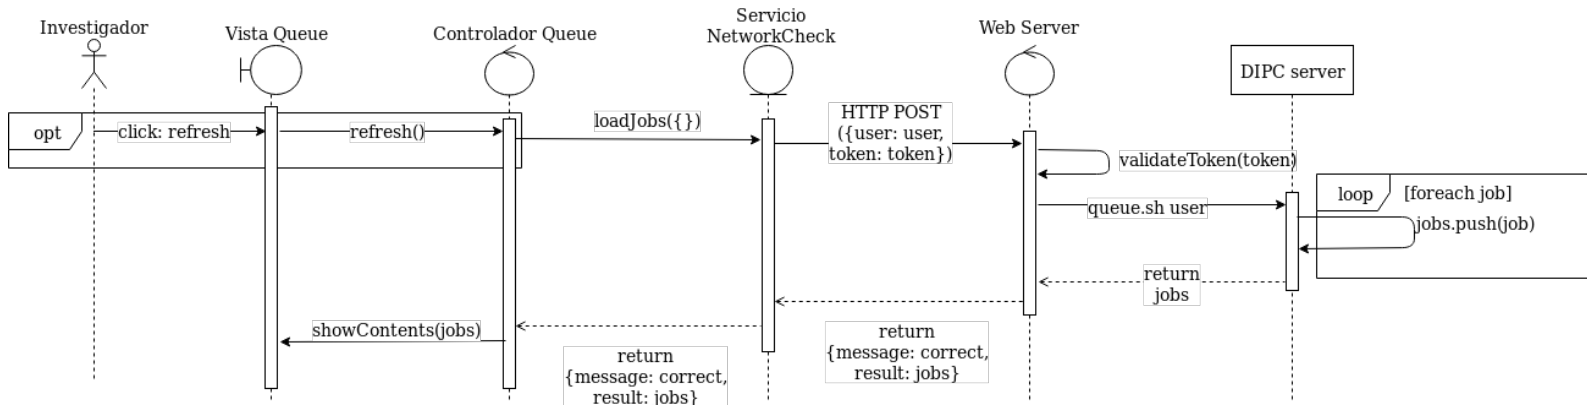 Investigador
Vista Queue
Controlador Queue
Servicio
NetworkCheck
Web Server
DIPC server
opt
click: refresh
refresh()
loadJobs({})
HTTP POST
({user: user,
token: token})
validateToken(token)
queue.sh user
loop
[foreach job]
jobs.push(job)
return
jobs
return
{message: correct,
result: jobs}
return
{message: correct,
result: jobs}
showContents(jobs)